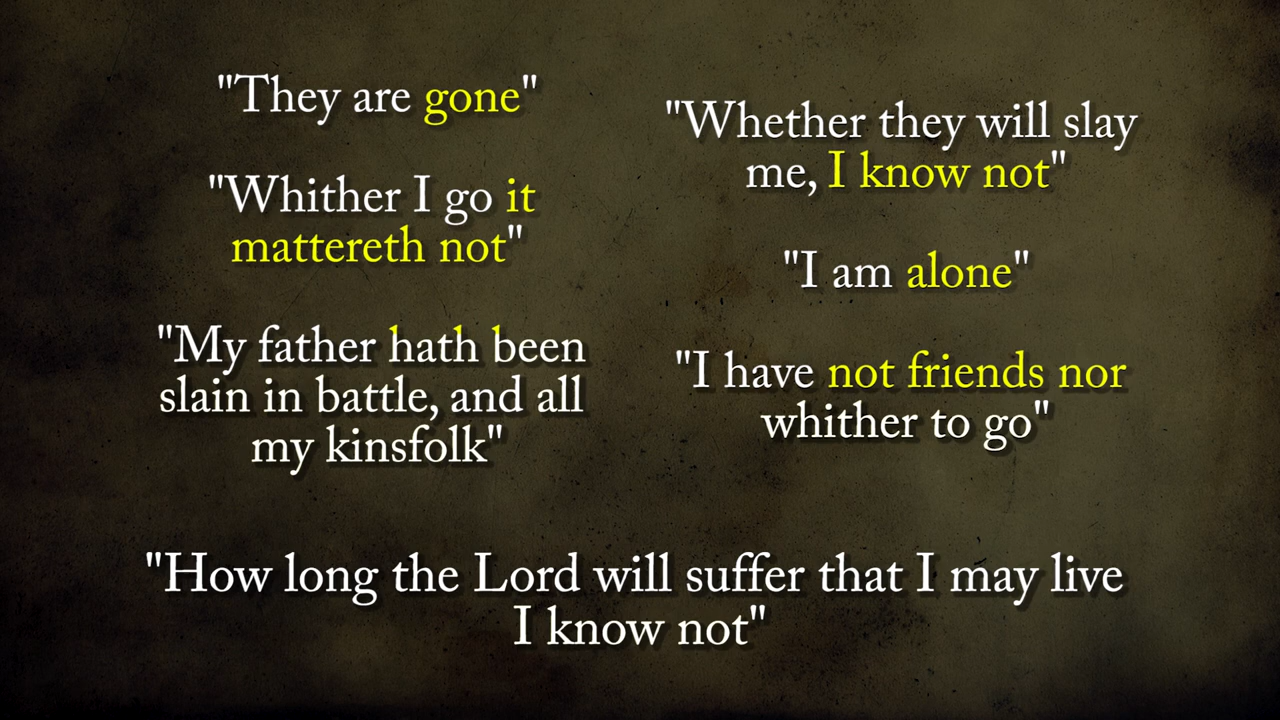 "They are gone"
"Whither I go it
mattereth not"
"My father hath been
slain in battle, and all
my kinsfolk"
"Whether they will slay
me, I know not"
"I am alone"
"I have not friends nor
whither to go"
"How long the Lord will suffer that I may live
I know not"